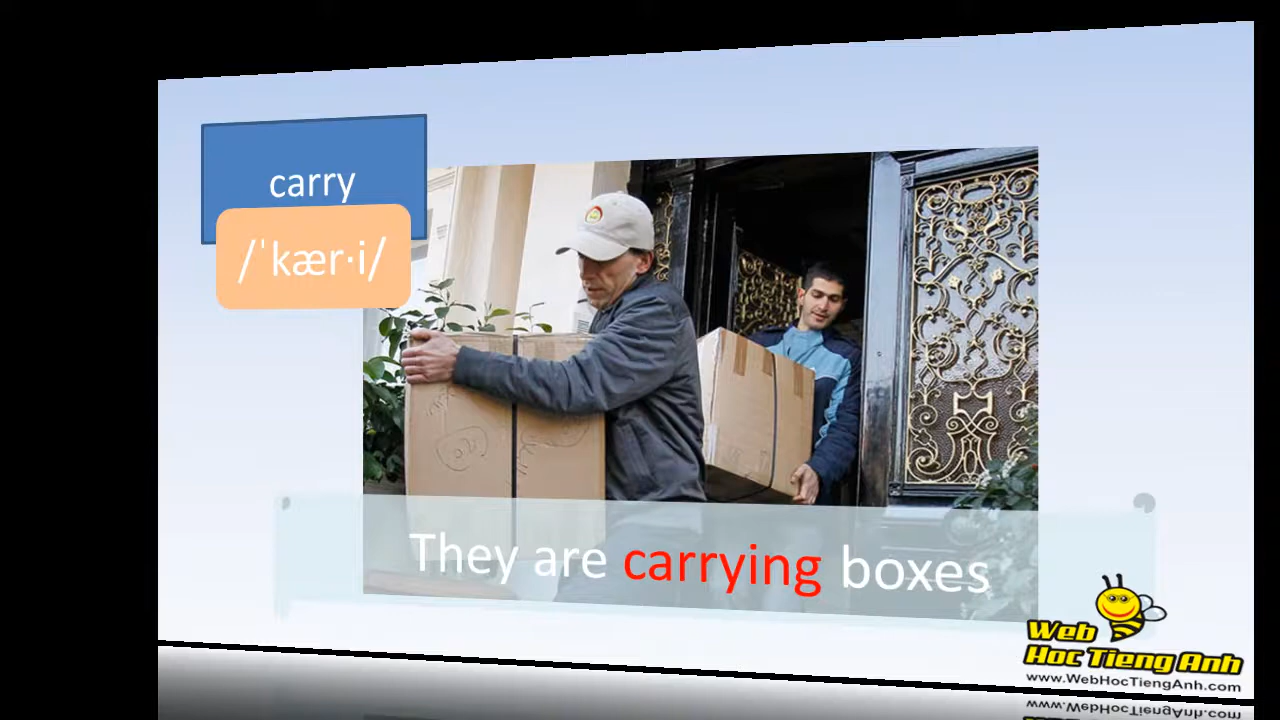 carry
/ˈkær·i/
They are carrying boxes
Web
Hoc Tieng Anh
www.WebHocTiengAnh.com